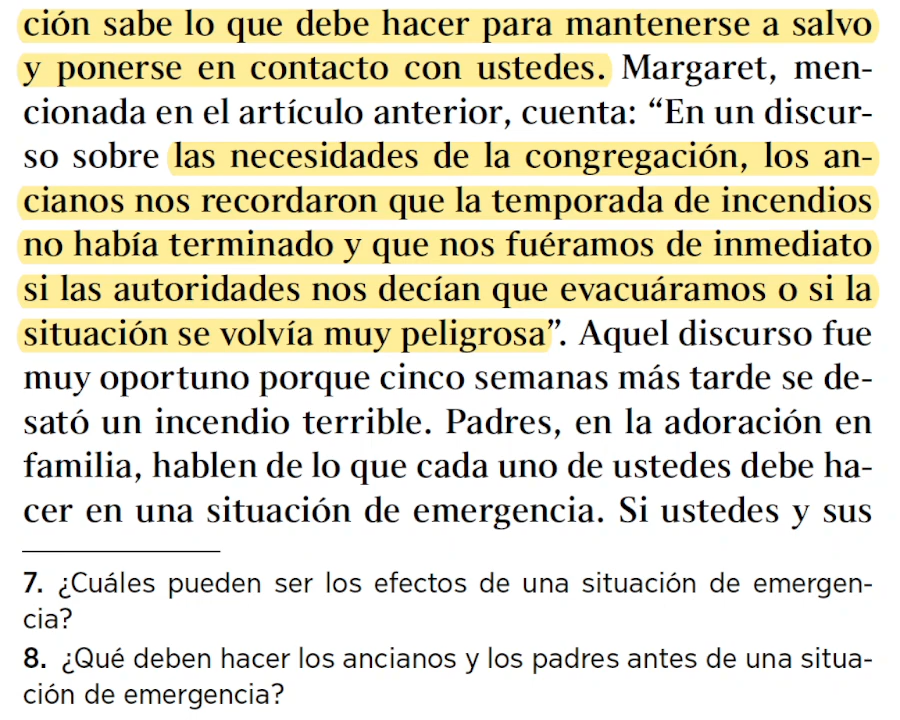 ción sabe lo que debe hacer para mantenerse a salvo
y ponerse en contacto con ustedes. Margaret, men-
cionada en el artículo anterior, cuenta: “En un discur-
so sobre las necesidades de la congregación, los an-
cianos nos recordaron que la temporada de incendios
no había terminado y que nos fuéramos de inmediato
si las autoridades nos decían que evacuáramos o si la
situación se volvía muy peligrosa”. Aquel discurso fue
muy oportuno porque cinco semanas más tarde se de-
sató un incendio terrible. Padres, en la adoración en
familia, hablen de lo que cada uno de ustedes debe ha-
cer en una situación de emergencia. Si ustedes y sus
7. ¿Cuáles pueden ser los efectos de una situación de emergen-
cia?
8. ¿Qué deben hacer los ancianos y los padres antes de una situa-
ción de emergencia?